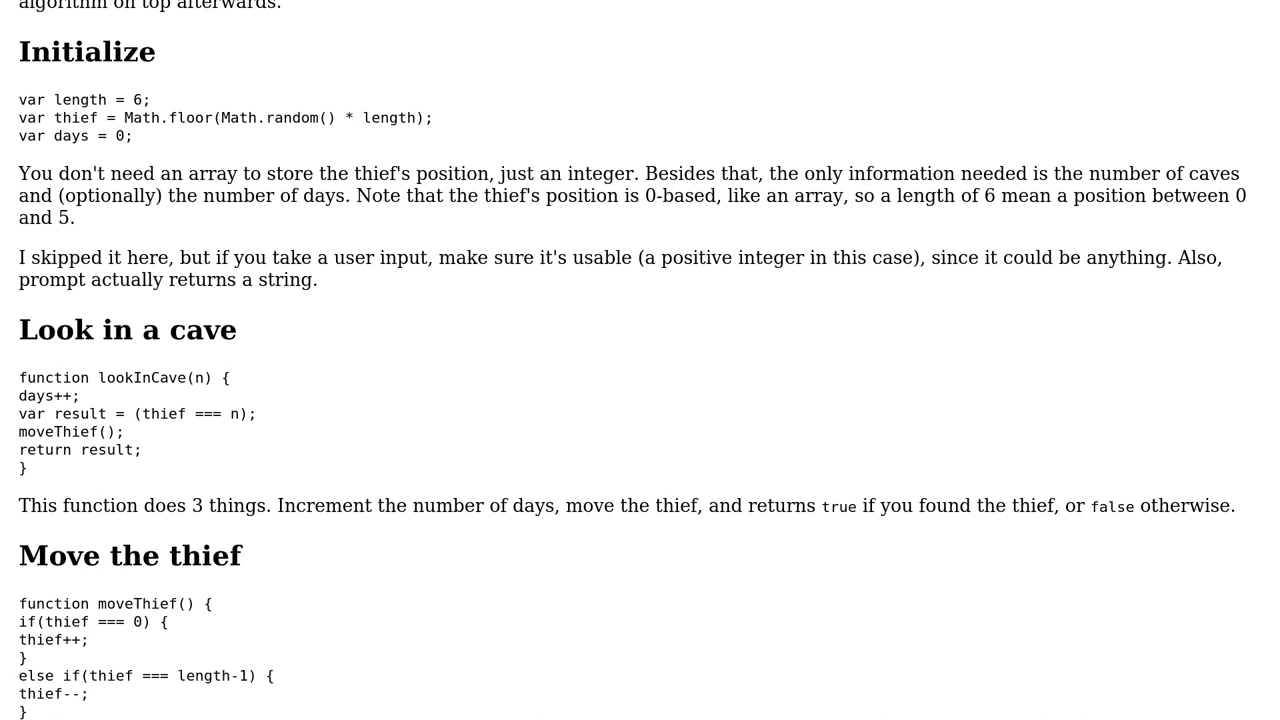 algorithm on top afterwards.
Initialize
var length = 6;
var thief = Math.floor(Math.random() * length);
var days = 0;
You don't need an array to store the thief's position, just an integer. Besides that, the only information needed is the number of caves
and (optionally) the number of days. Note that the thief's position is 0-based, like an array, so a length of 6 mean a position between 0
and 5.
I skipped it here, but if you take a user input, make sure it's usable (a positive integer in this case), since it could be anything. Also,
prompt actually returns a string.
Look in a cave
function lookInCave(n) {
days++;
var result = (thief === n);
moveThief();
return result;
}
This function does 3 things. Increment the number of days, move the thief, and returns true if you found the thief, or false otherwise.
Move the thief
function moveThief() {
if(thief === 0) {
thief++;
}
else if(thief === length-1) {
thief--;
}